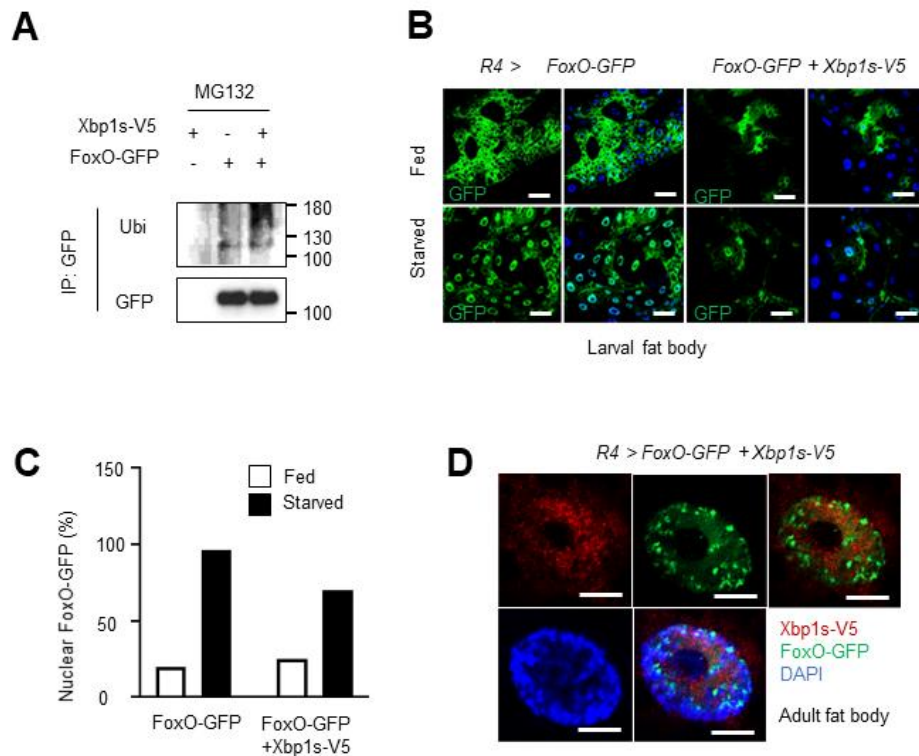 A
MG132
Xbp1s-V5 + - +
FoxO-GFP - + +
IP: GFP
Ubi
180
130
100
GFP
100
B
R4 > FoxO-GFP FoxO-GFP + Xbp1s-V5
Fed
GFP
GFP
Starved
GFP
GFP
Larval fat body
C
Nuclear FoxO-GFP (%)
150
100
50
0
Fed
Starved
FoxO-GFP
FoxO-GFP
+Xbp1s-V5
D
R4 > FoxO-GFP + Xbp1s-V5
Xbp1s-V5
FoxO-GFP
DAPI
Adult fat body